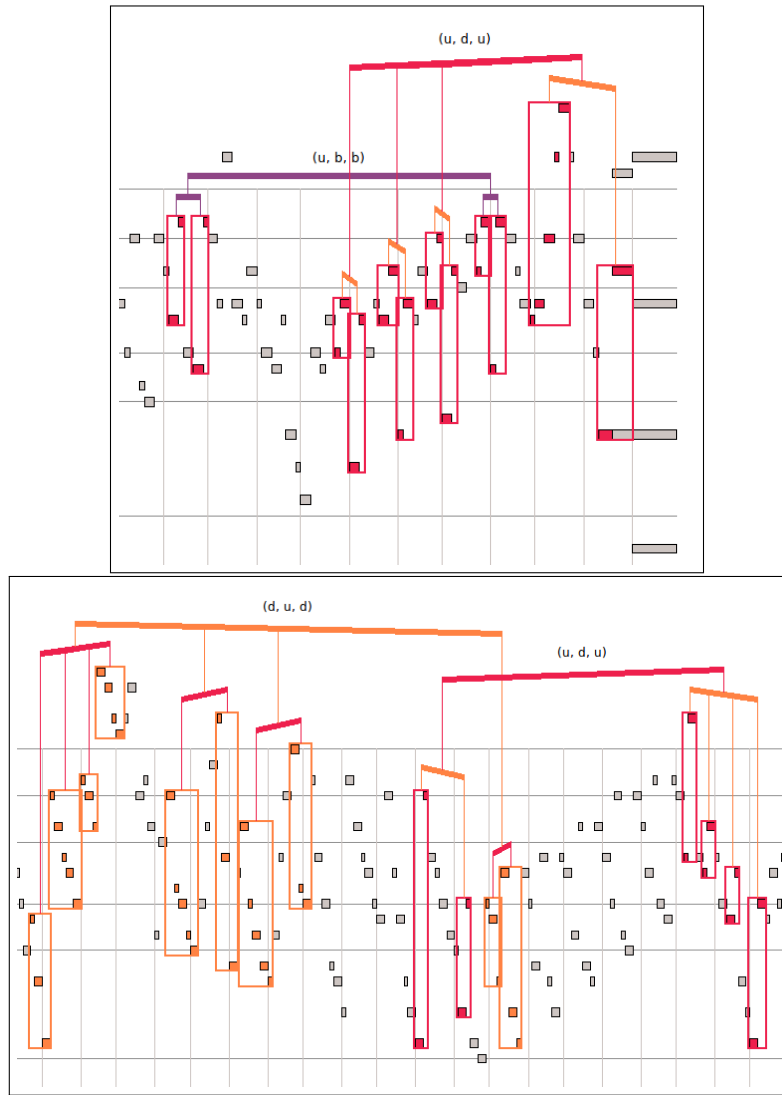 (u, d, u)
(u, b, b)
(d, u, d)
(u, d, u)